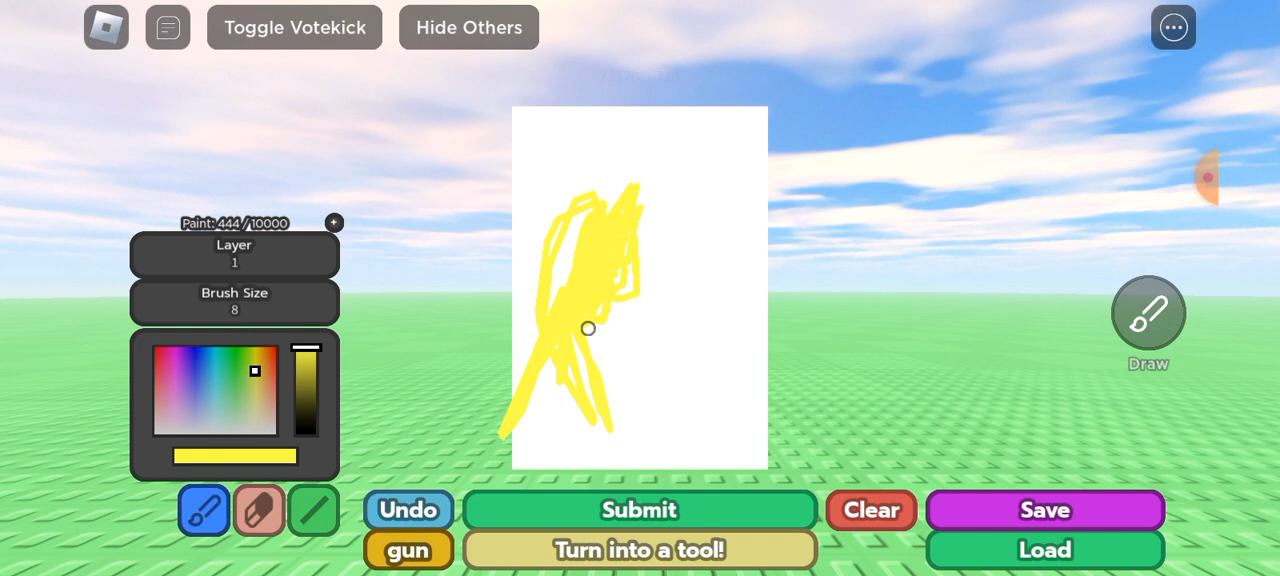 Toggle Votekick
Hide Others
Paint: 444 / 10000
Layer
1
Brush Size
8
Draw
Undo
Submit
Clear
Save
gun
Turn into a tool!
Load